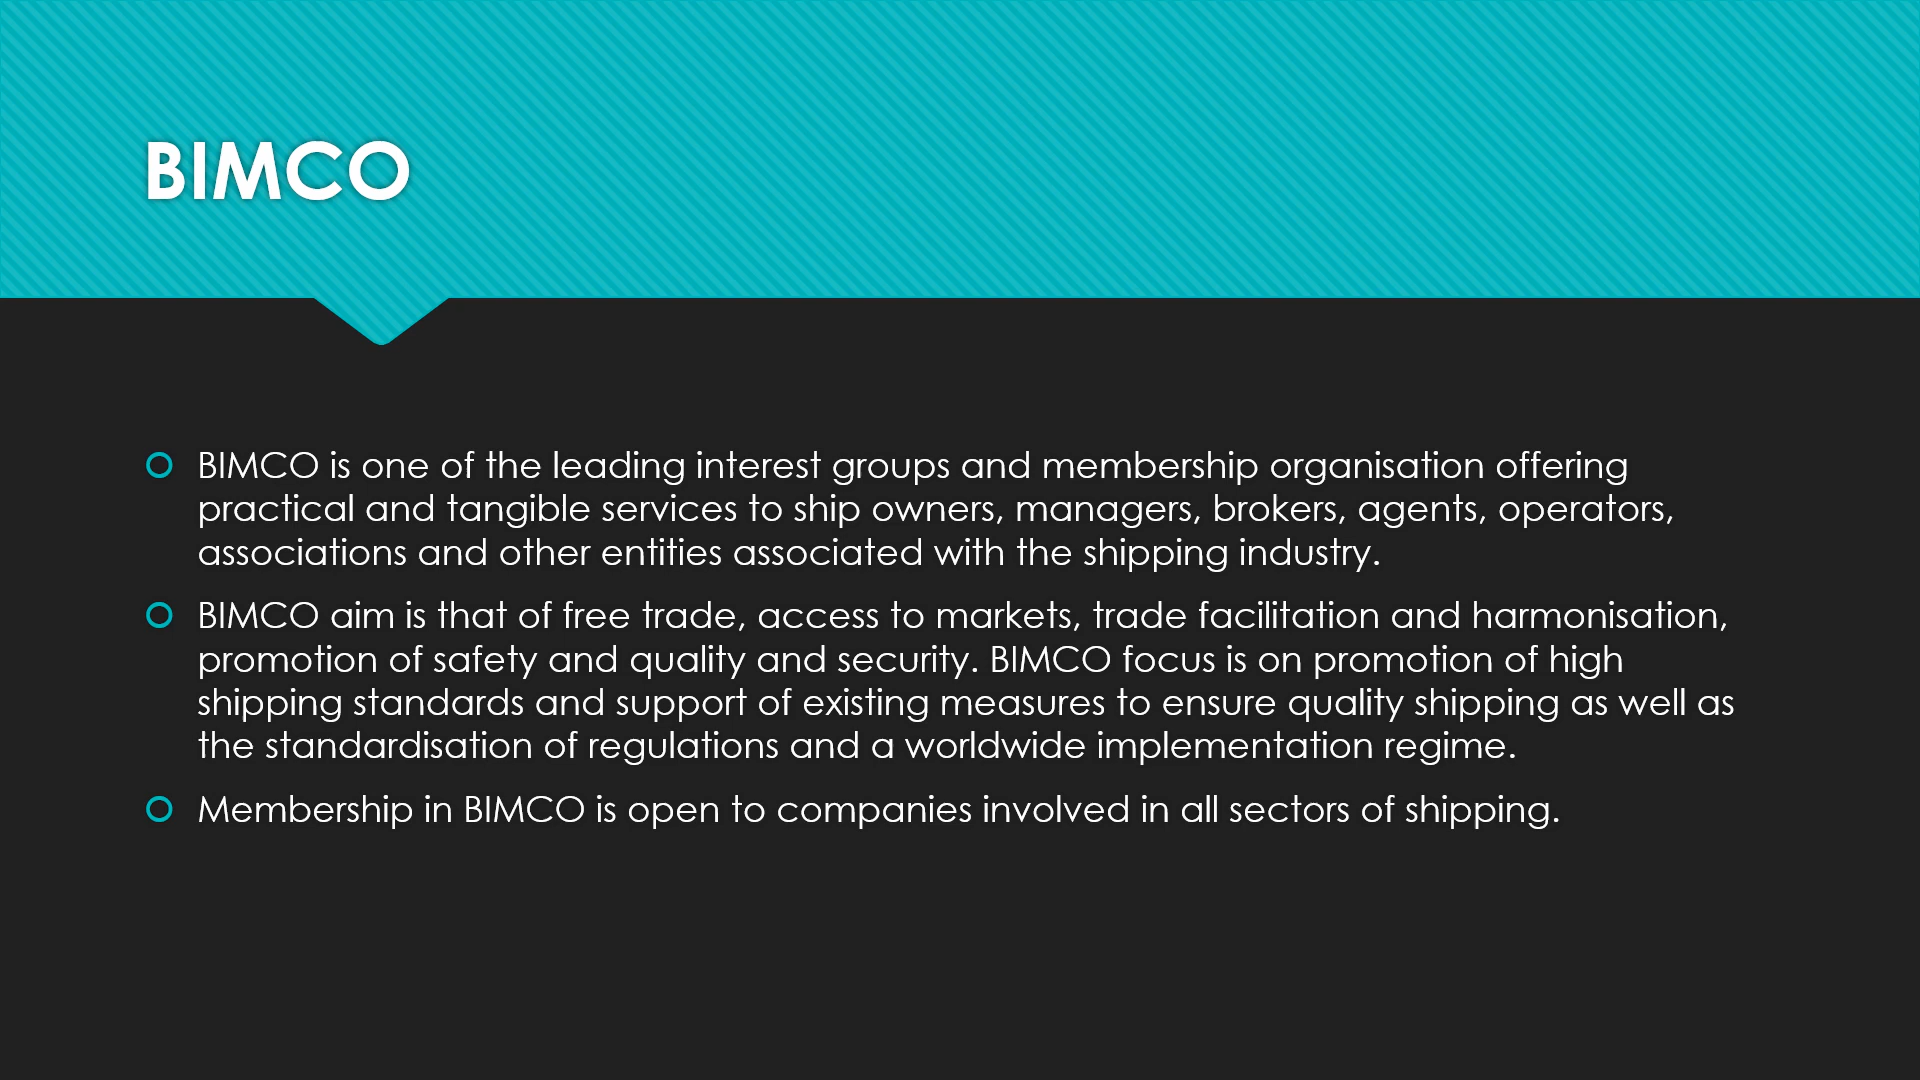 BIMCO
BIMCO is one of the leading interest groups and membership organisation offering
practical and tangible services to ship owners, managers, brokers, agents, operators,
associations and other entities associated with the shipping industry.
BIMCO aim is that of free trade, access to markets, trade facilitation and harmonisation,
promotion of safety and quality and security. BIMCO focus is on promotion of high
shipping standards and support of existing measures to ensure quality shipping as well as
the standardisation of regulations and a worldwide implementation regime.
Membership in BIMCO is open to companies involved in all sectors of shipping.